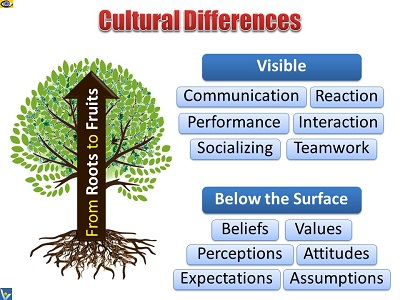 Cultural Differences
From Roots to Fruits
Visible
Communication Reaction
Performance Interaction
Socializing Teamwork
Below the Surface
Beliefs Values
Perceptions Attitudes
Expectations Assumptions